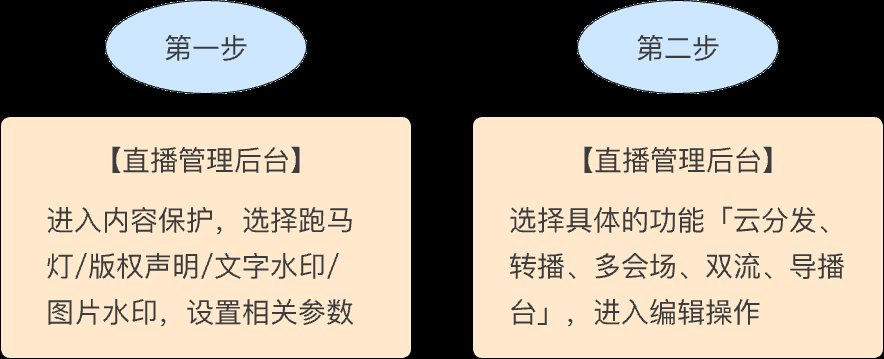 第一步
【直播管理后台】
进入内容保护，选择跑马
灯/版权声明/文字水印/
图片水印，设置相关参数
第二步
【直播管理后台】
选择具体的功能「云分发、
转播、多会场、双流、导播
台」，进入编辑操作